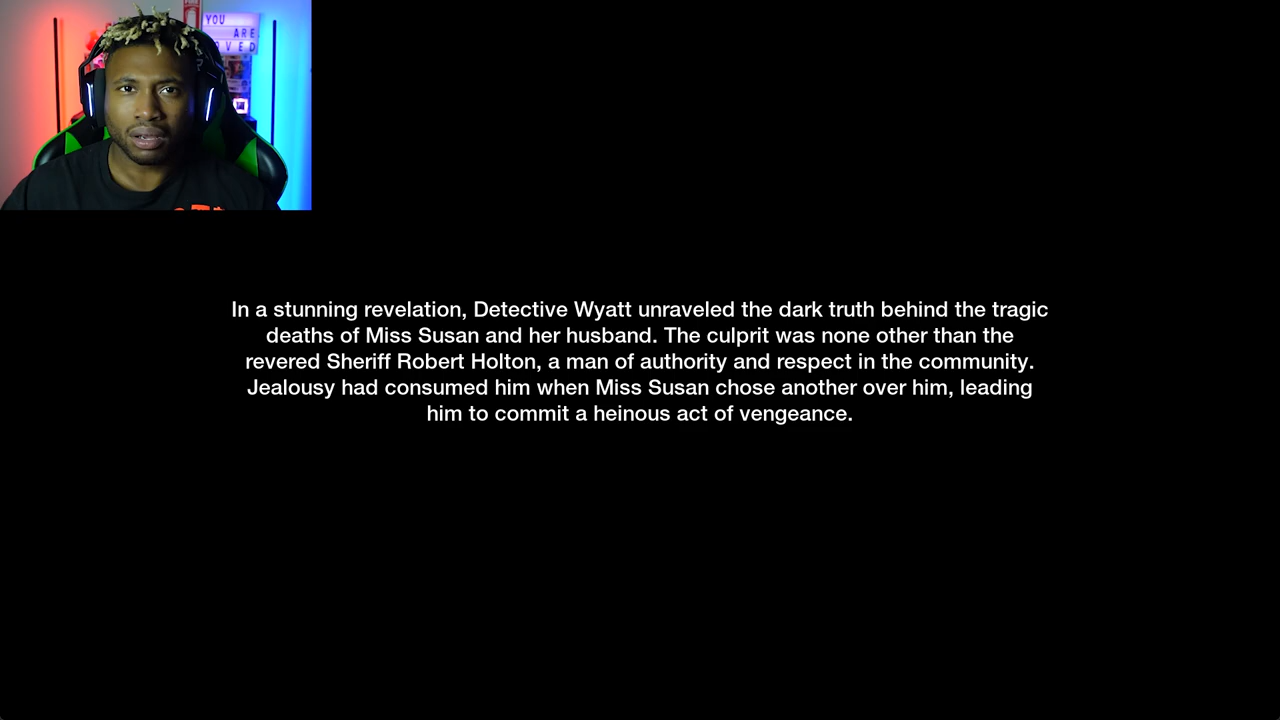 YOU
ARE
OVED
In a stunning revelation, Detective Wyatt unraveled the dark truth behind the tragic
deaths of Miss Susan and her husband. The culprit was none other than the
revered Sheriff Robert Holton, a man of authority and respect in the community.
Jealousy had consumed him when Miss Susan chose another over him, leading
him to commit a heinous act of vengeance.